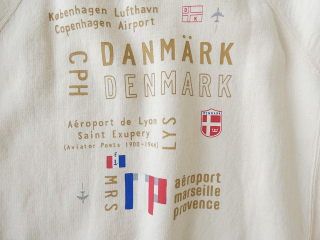 København Lufthavn
Copenhagen Airport
DK
CPH
DANMÄRK
DENMARK
Aéroport de Lyon
Saint Exupery
(Aviator Poets 1900-1944)
LYS
MRS
aéroport
marseille
provence